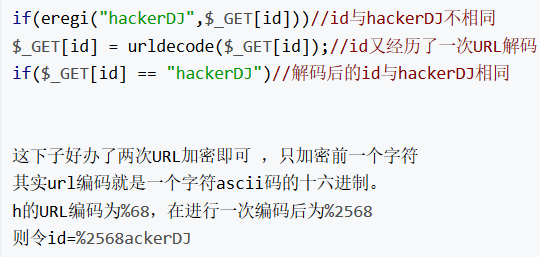 if(eregi("hackerDJ",$_GET[id]))//id与hackerDJ不相同
$_GET[id] = urldecode($_GET[id]);//id又经历了一次URL解码
if($_GET[id] == "hackerDJ")//解码后的id与hackerDJ相同
这下子好办了两次URL加密即可 ，只加密前一个字符
其实url编码就是一个字符ascii码的十六进制。
h的URL编码为%68，在进行一次编码后为%2568
则令id=%2568ackerDJ